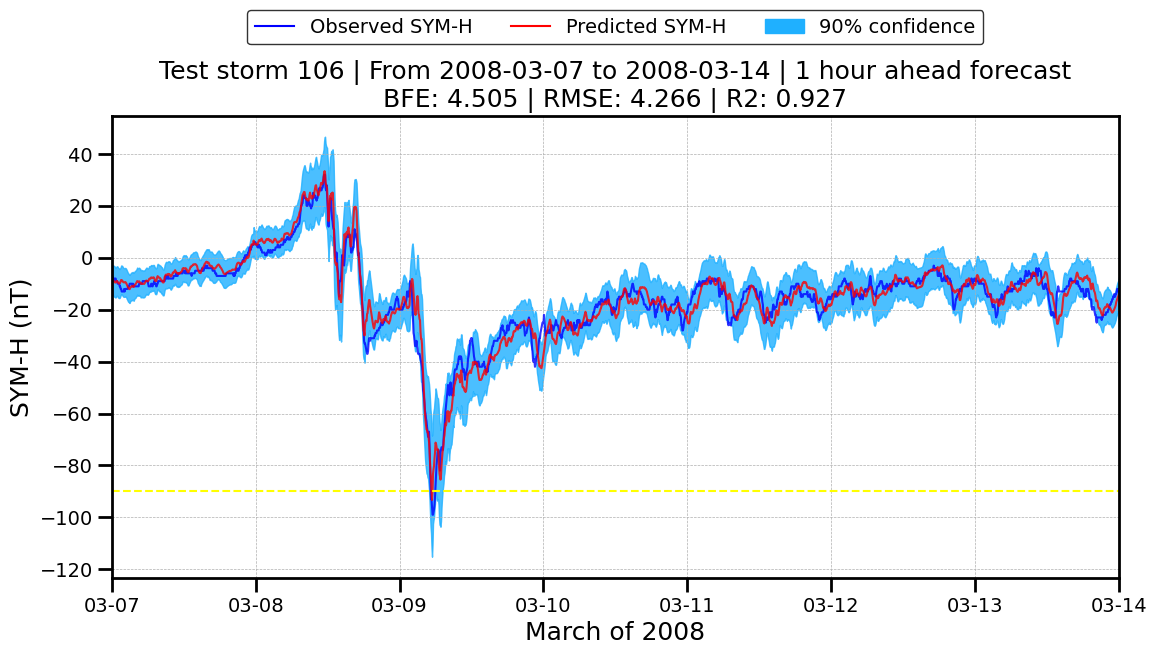 Observed SYM-H Predicted SYM-H 90% confidence
Test storm 106 | From 2008-03-07 to 2008-03-14 | 1 hour ahead forecast
BFE: 4.505 | RMSE: 4.266 | R2: 0.927
SYM-H (nT)
40
20
0
−20
−40
−60
−80
−100
−120
03-07 03-08 03-09 03-10 03-11 03-12 03-13 03-14
March of 2008